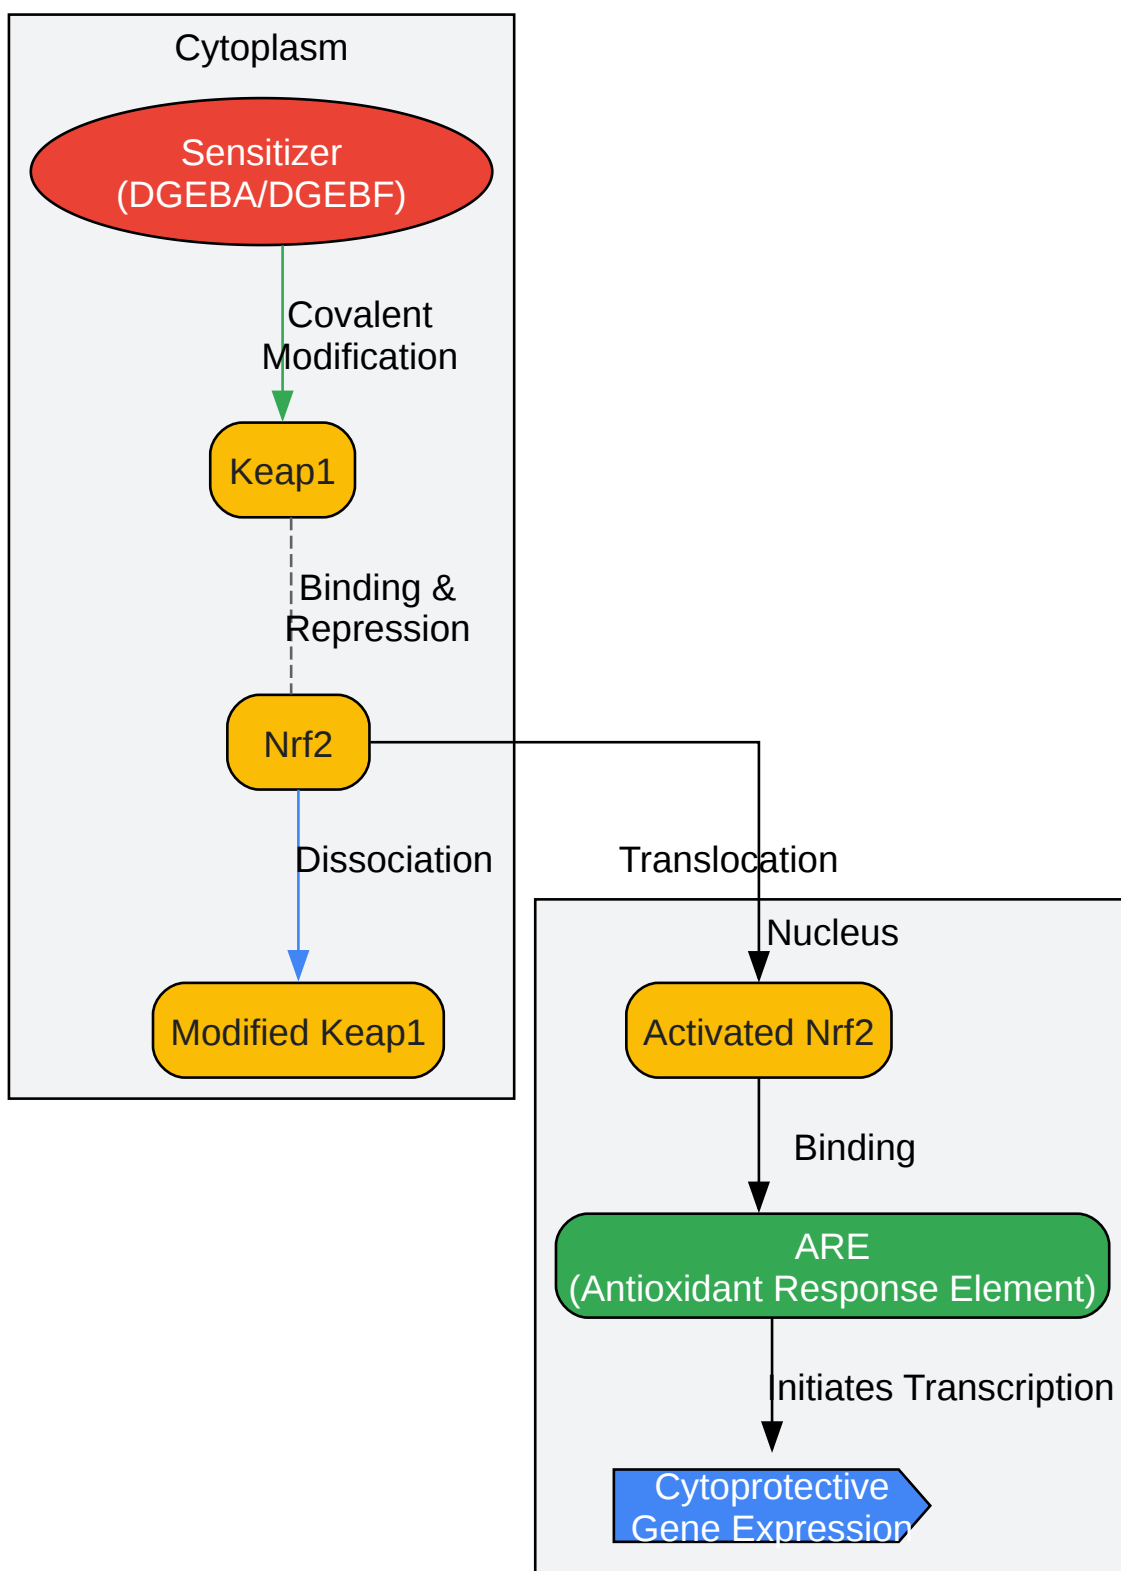 Cytoplasm
Sensitizer
(DGEBA/DGEBF)
Covalent
Modification
Keap1
Binding &
Repression
Nrf2
Dissociation
Translocation
Nucleus
Modified Keap1
Activated Nrf2
Binding
ARE
(Antioxidant Response Element)
Initiates Transcription
Cytoprotective
Gene Expression